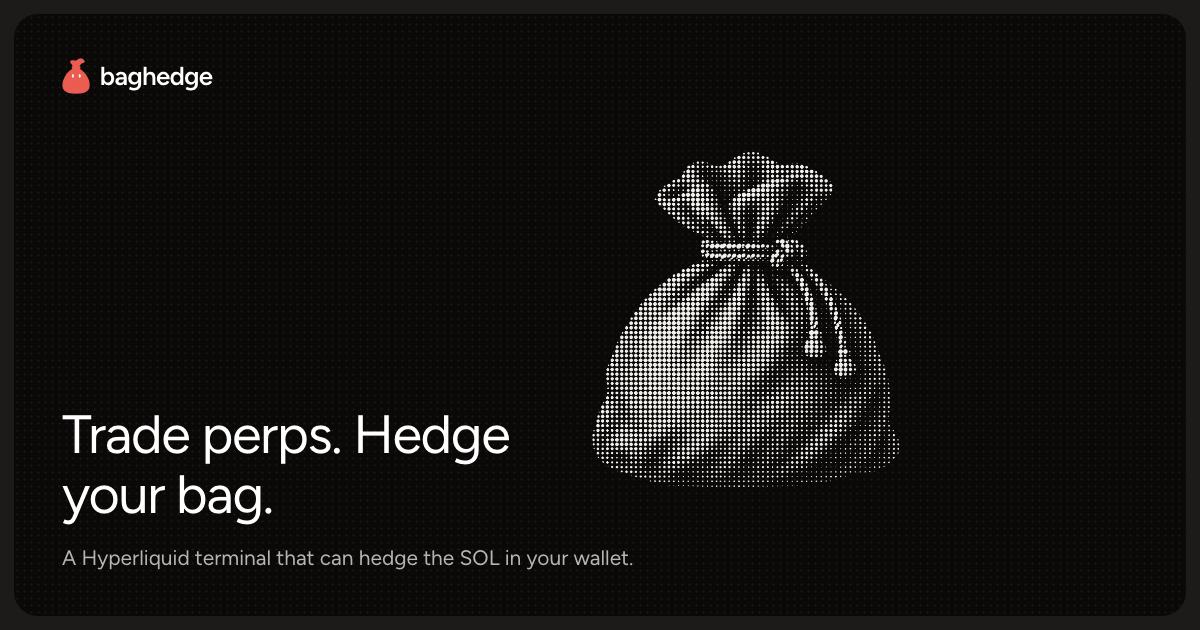 baghedge
Trade perps. Hedge
your bag.
A Hyperliquid terminal that can hedge the SOL in your wallet.